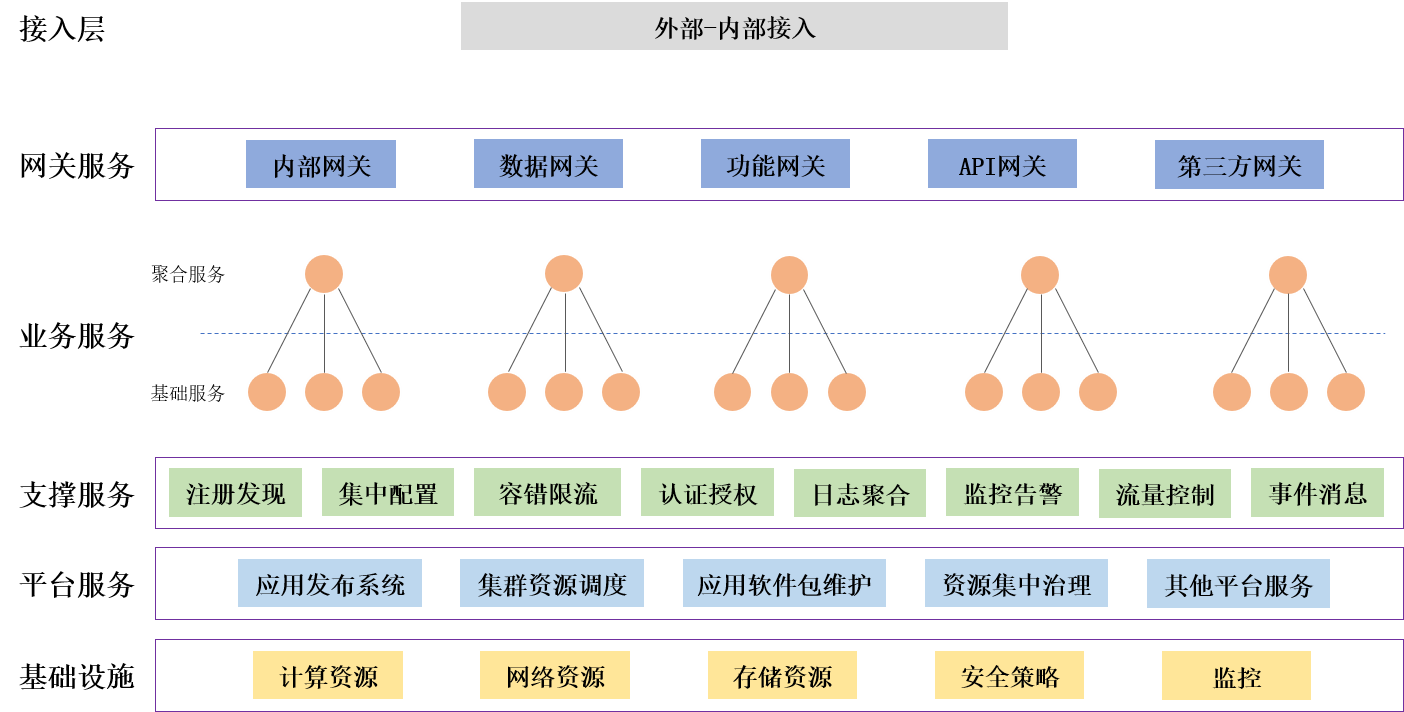 接入层
外部-内部接入
网关服务
内部网关
数据网关
功能网关
API网关
第三方网关
聚合服务
业务服务
基础服务
支撑服务
注册发现
集中配置
容错限流
认证授权
日志聚合
监控告警
流量控制
事件消息
平台服务
应用发布系统
集群资源调度
应用软件包维护
资源集中治理
其他平台服务
基础设施
计算资源
网络资源
存储资源
安全策略
监控